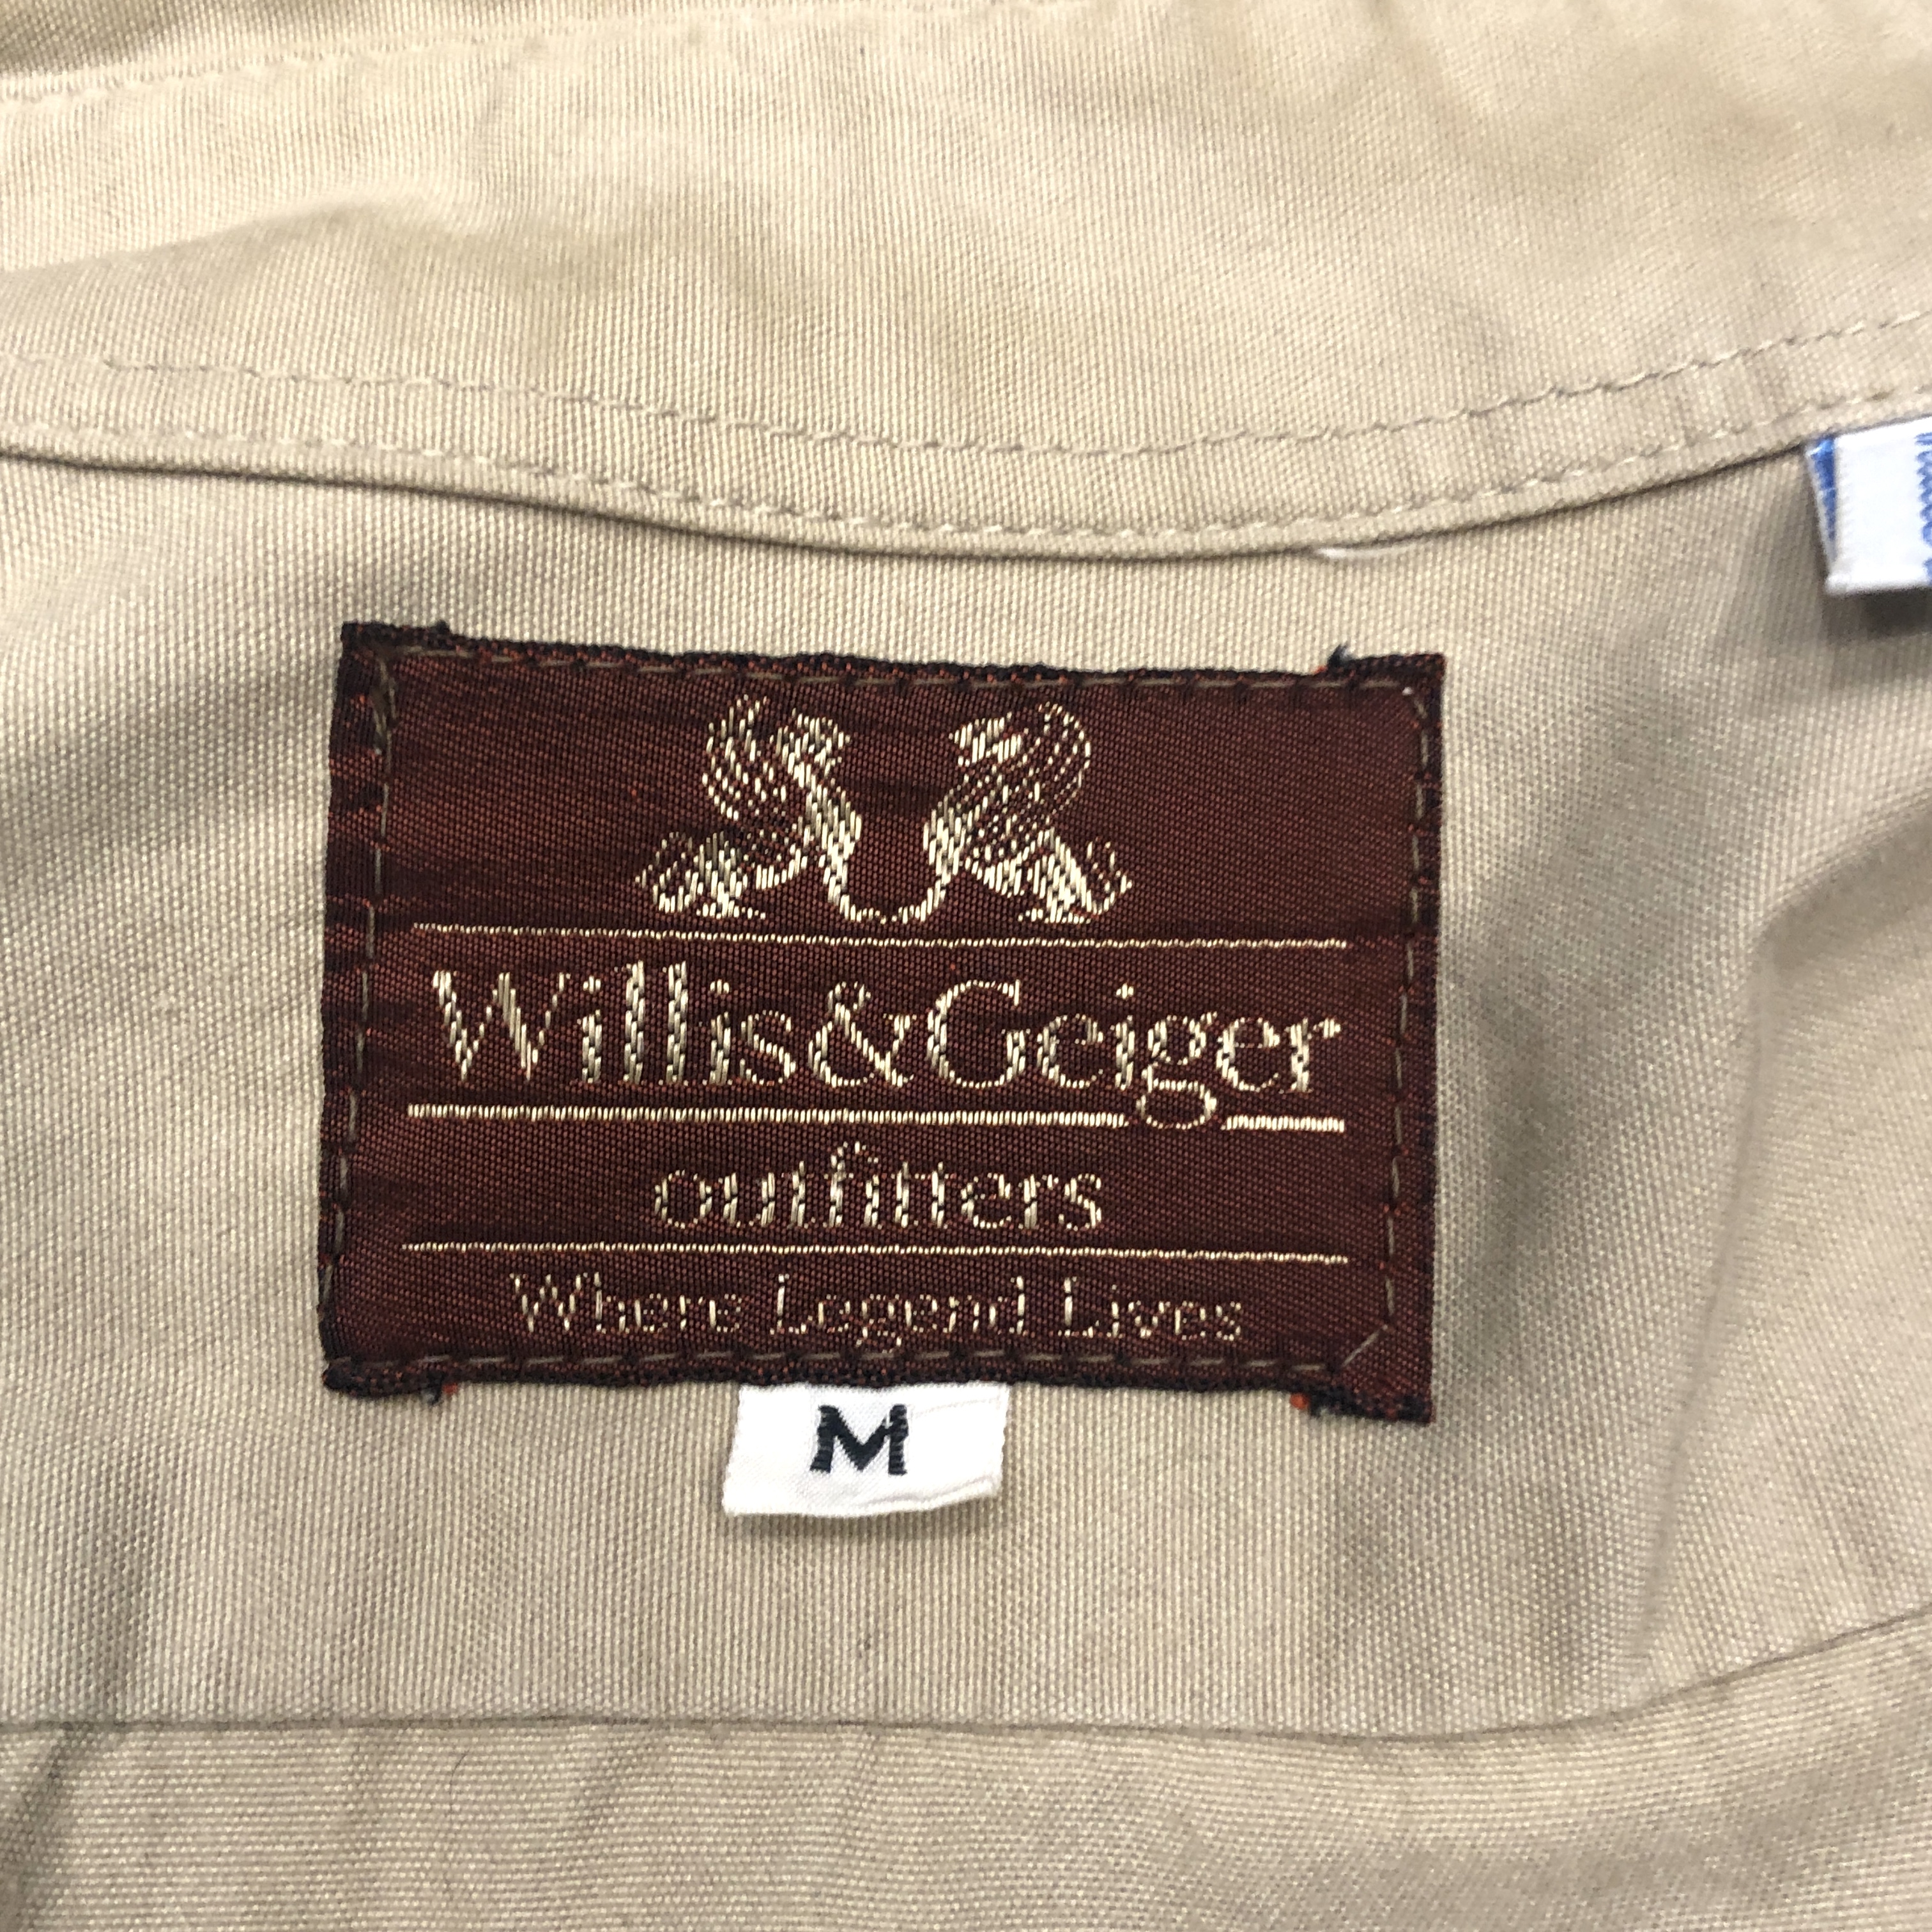 Willis&Geiger
outfitters
Where Legend Lives
M